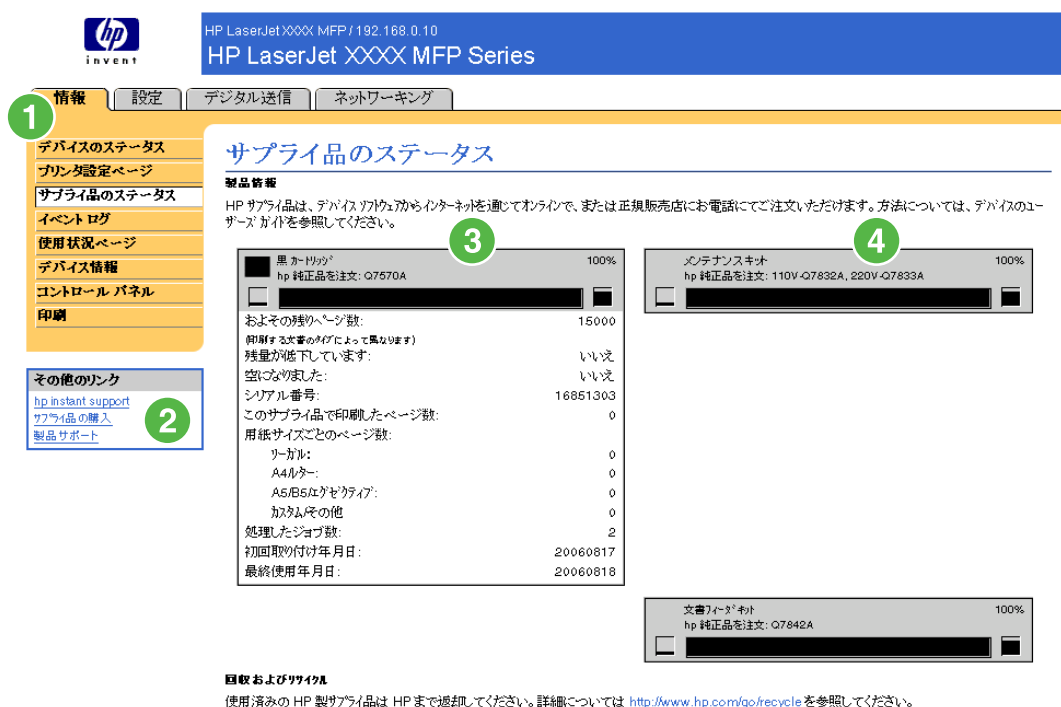 hp
invent
HP LaserJet XXXX MFP / 192.168.0.10
HP LaserJet XXXX MFP Series
情報
設定
デジタル送信
ネットワーキング
1
デバイスのステータス
プリンタ設定ページ
サプライ品のステータス
イベント ログ
使用状況ページ
デバイス情報
コントロール パネル
印刷
その他のリンク
hp instant support
サプライ品の購入
製品サポート
2
サプライ品のステータス
製品情報
HP サプライ品は、デバイス ソフトウェアからインターネットを通じてオンラインで、または正規販売店にお電話にてご注文いただけます。方法については、デバイスのユー
ザーズ ガイドを参照してください。
3
黒 カートリッジ 100%
hp 純正品を注文: Q7570A
およその残りページ数: 15000
(印刷する文書のタイプによって異なります)
残量が低下しています: いいえ
空になりました: いいえ
シリアル番号: 16851303
このサプライ品で印刷したページ数: 0
用紙サイズごとのページ数:
リーガル: 0
A4/レター: 0
A5/B5/エグゼクティブ: 0
カスタム/その他 0
処理したジョブ数: 2
初回取り付け年月日: 20060817
最終使用年月日: 20060818
4
メンテナンス キット 100%
hp 純正品を注文: 110V-Q7832A, 220V-Q7833A
文書フィーダ キット 100%
hp 純正品を注文: Q7842A
回収 および リサイクル
使用済みの HP 製サプライ品は HP まで返却してください。詳細については http://www.hp.com/go/recycle を参照してください。